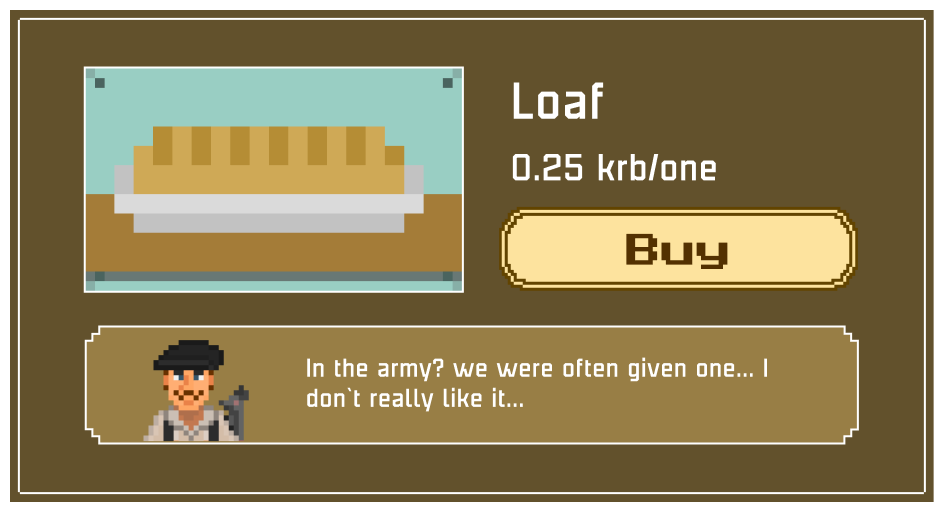 Loaf
0.25 krb/one
Buy
In the army? we were often given one... I
don`t really like it...